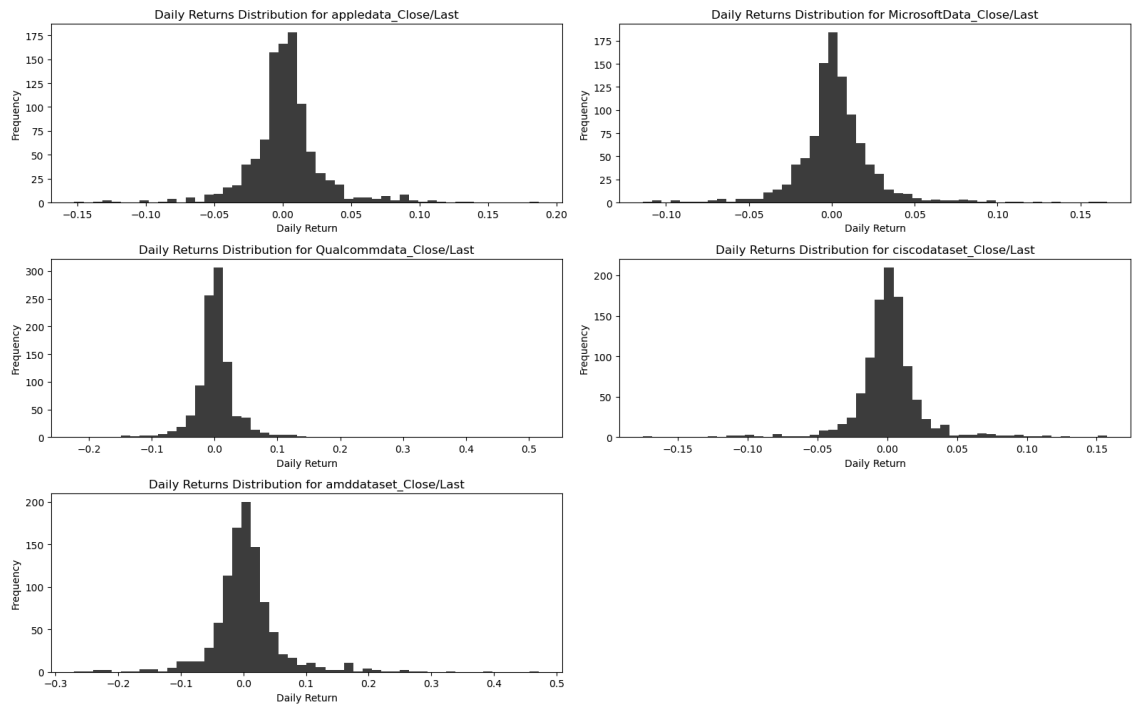 Daily Returns Distribution for appledata_Close/Last
Frequency
175
150
125
100
75
50
25
0
−0.15 −0.10 −0.05 0.00 0.05 0.10 0.15 0.20
Daily Return
Daily Returns Distribution for MicrosoftData_Close/Last
Frequency
175
150
125
100
75
50
25
0
−0.10 −0.05 0.00 0.05 0.10 0.15
Daily Return
Daily Returns Distribution for Qualcommdata_Close/Last
Frequency
300
250
200
150
100
50
0
−0.2 −0.1 0.0 0.1 0.2 0.3 0.4 0.5
Daily Return
Daily Returns Distribution for ciscodataset_Close/Last
Frequency
200
150
100
50
0
−0.15 −0.10 −0.05 0.00 0.05 0.10 0.15
Daily Return
Daily Returns Distribution for amddataset_Close/Last
Frequency
200
150
100
50
0
−0.3 −0.2 −0.1 0.0 0.1 0.2 0.3 0.4 0.5
Daily Return